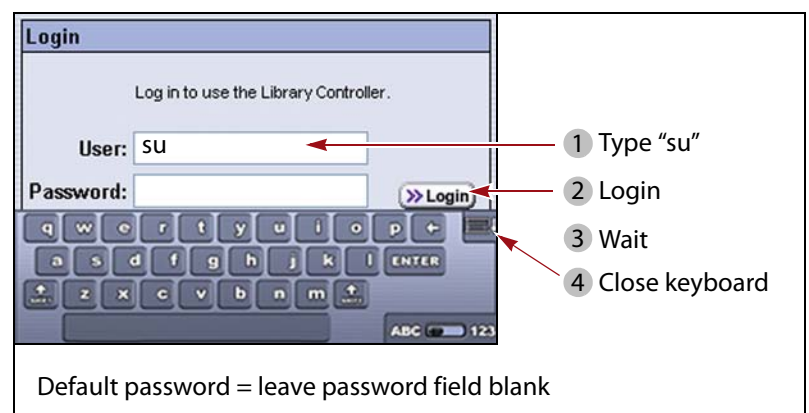 Login
Log in to use the Library Controller.
User: su
Password:
>> Login
q w e r t y u i o p ←
a s d f g h j k l ENTER
z x c v b n m
ABC 123
1 Type “su”
2 Login
3 Wait
4 Close keyboard
Default password = leave password field blank